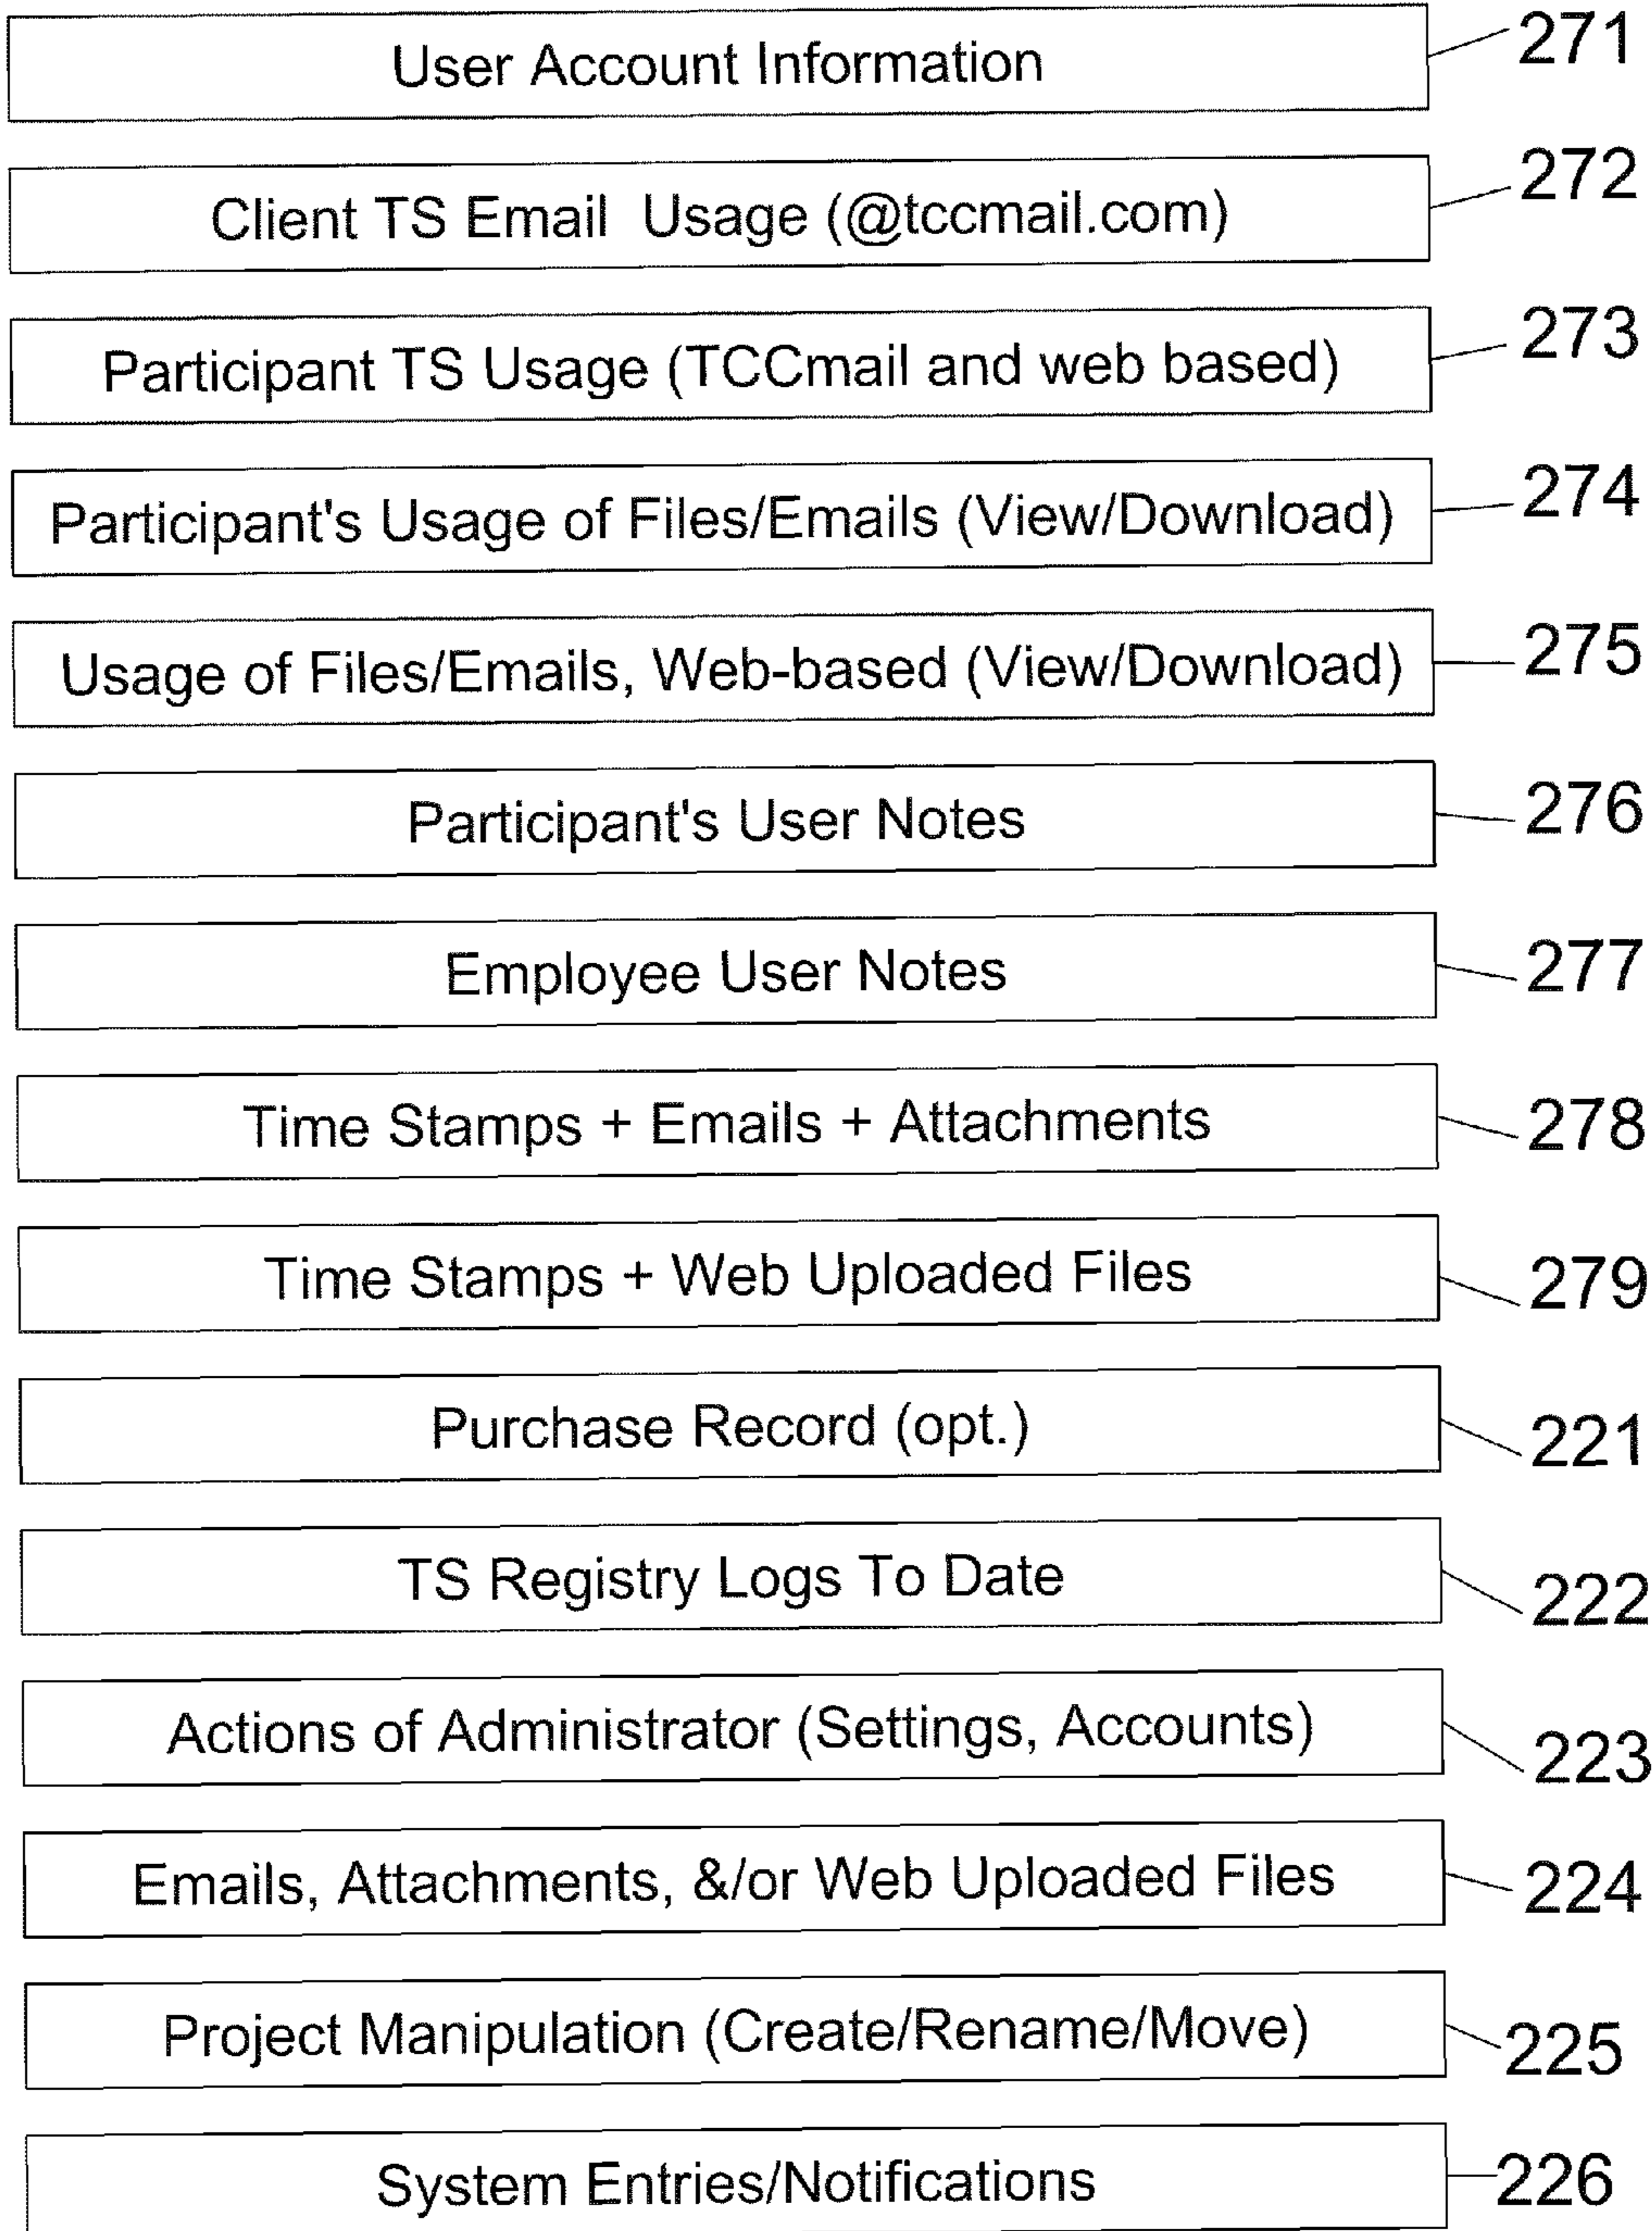 User Account Information 271
Client TS Email Usage (@tccmail.com) 272
Participant TS Usage (TCCmail and web based) 273
Participant's Usage of Files/Emails (View/Download) 274
Usage of Files/Emails, Web-based (View/Download) 275
Participant's User Notes 276
Employee User Notes 277
Time Stamps + Emails + Attachments 278
Time Stamps + Web Uploaded Files 279
Purchase Record (opt.) 221
TS Registry Logs To Date 222
Actions of Administrator (Settings, Accounts) 223
Emails, Attachments, &/or Web Uploaded Files 224
Project Manipulation (Create/Rename/Move) 225
System Entries/Notifications 226